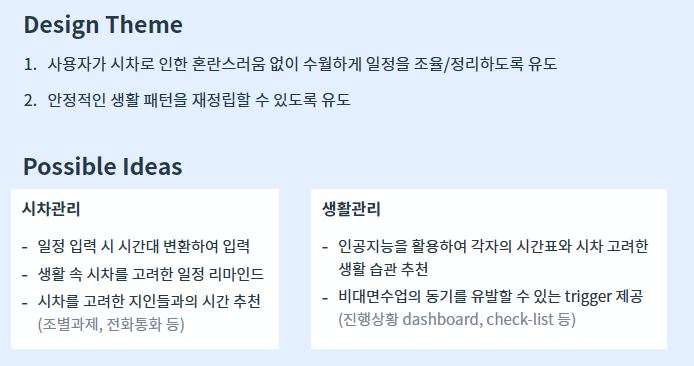 Design Theme
1. 사용자가 시차로 인한 혼란스러움 없이 수월하게 일정을 조율/정리하도록 유도
2. 안정적인 생활 패턴을 재정립할 수 있도록 유도
Possible Ideas
시차관리
- 일정 입력 시 시간대 변환하여 입력
- 생활 속 시차를 고려한 일정 리마인드
- 시차를 고려한 지인들과의 시간 추천
(조별과제, 전화통화 등)
생활관리
- 인공지능을 활용하여 각자의 시간표와 시차 고려한
생활 습관 추천
- 비대면수업의 동기를 유발할 수 있는 trigger 제공
(진행상황 dashboard, check-list 등)